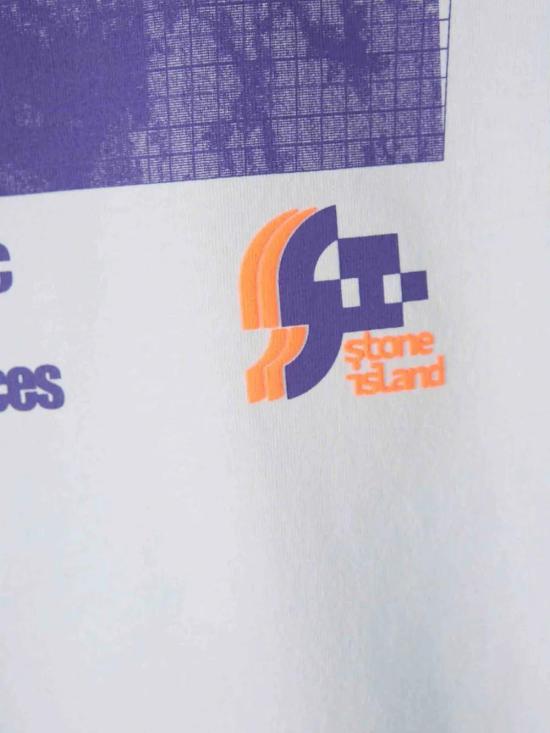 c
ces
stone
island